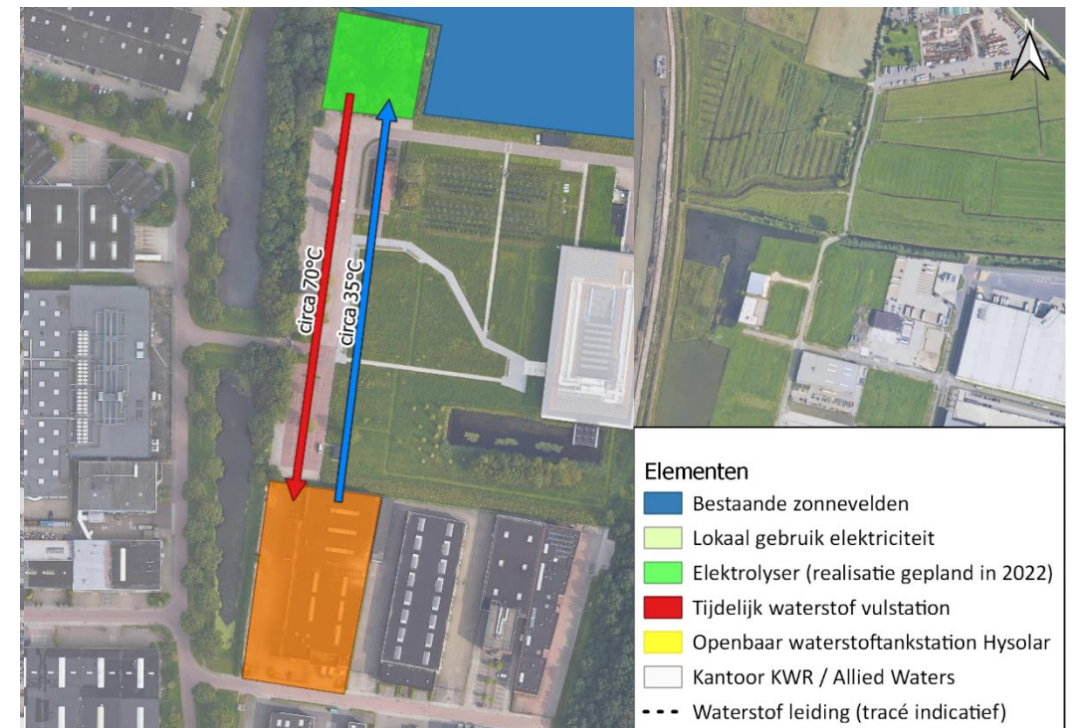 N
circa 70°C
circa 35°C
Elementen
Bestaande zonnevelden
Lokaal gebruik elektriciteit
Elektrolyser (realisatie gepland in 2022)
Tijdelijk waterstof vulstation
Openbaar waterstoftankstation Hysolar
Kantoor KWR / Allied Waters
Waterstof leiding (tracé indicatief)